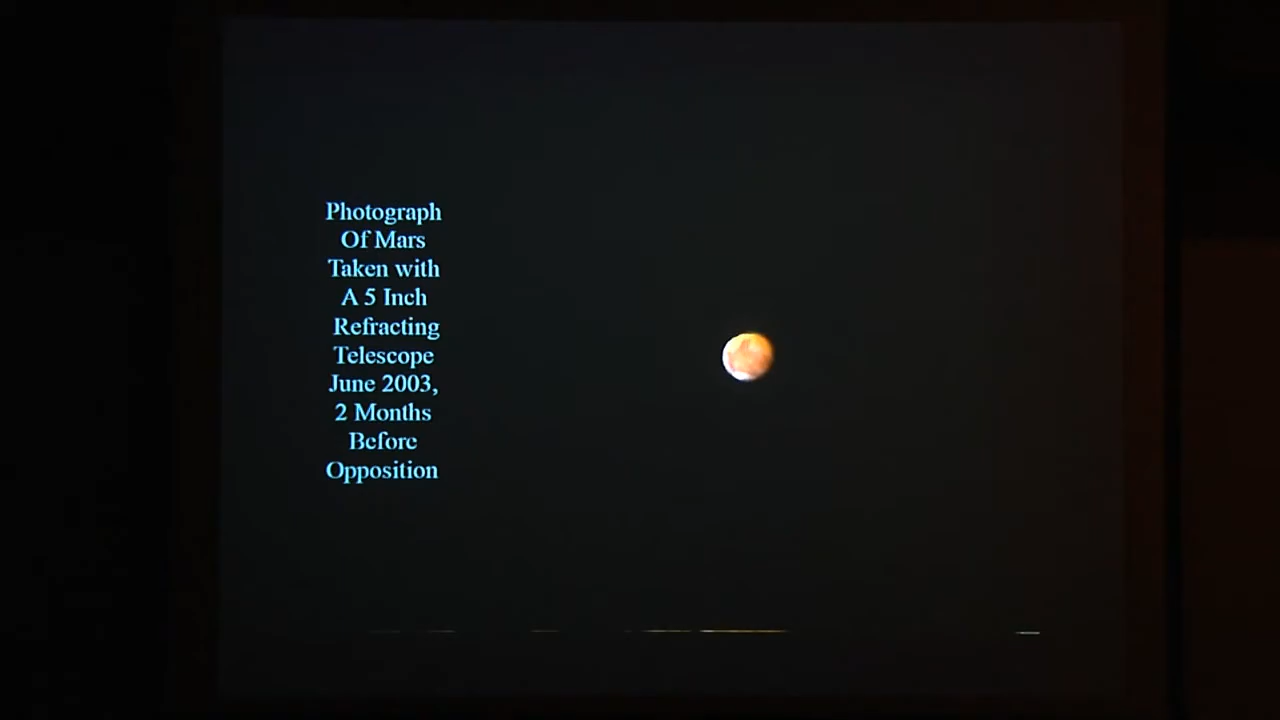 Photograph
Of Mars
Taken with
A 5 Inch
Refracting
Telescope
June 2003,
2 Months
Before
Opposition